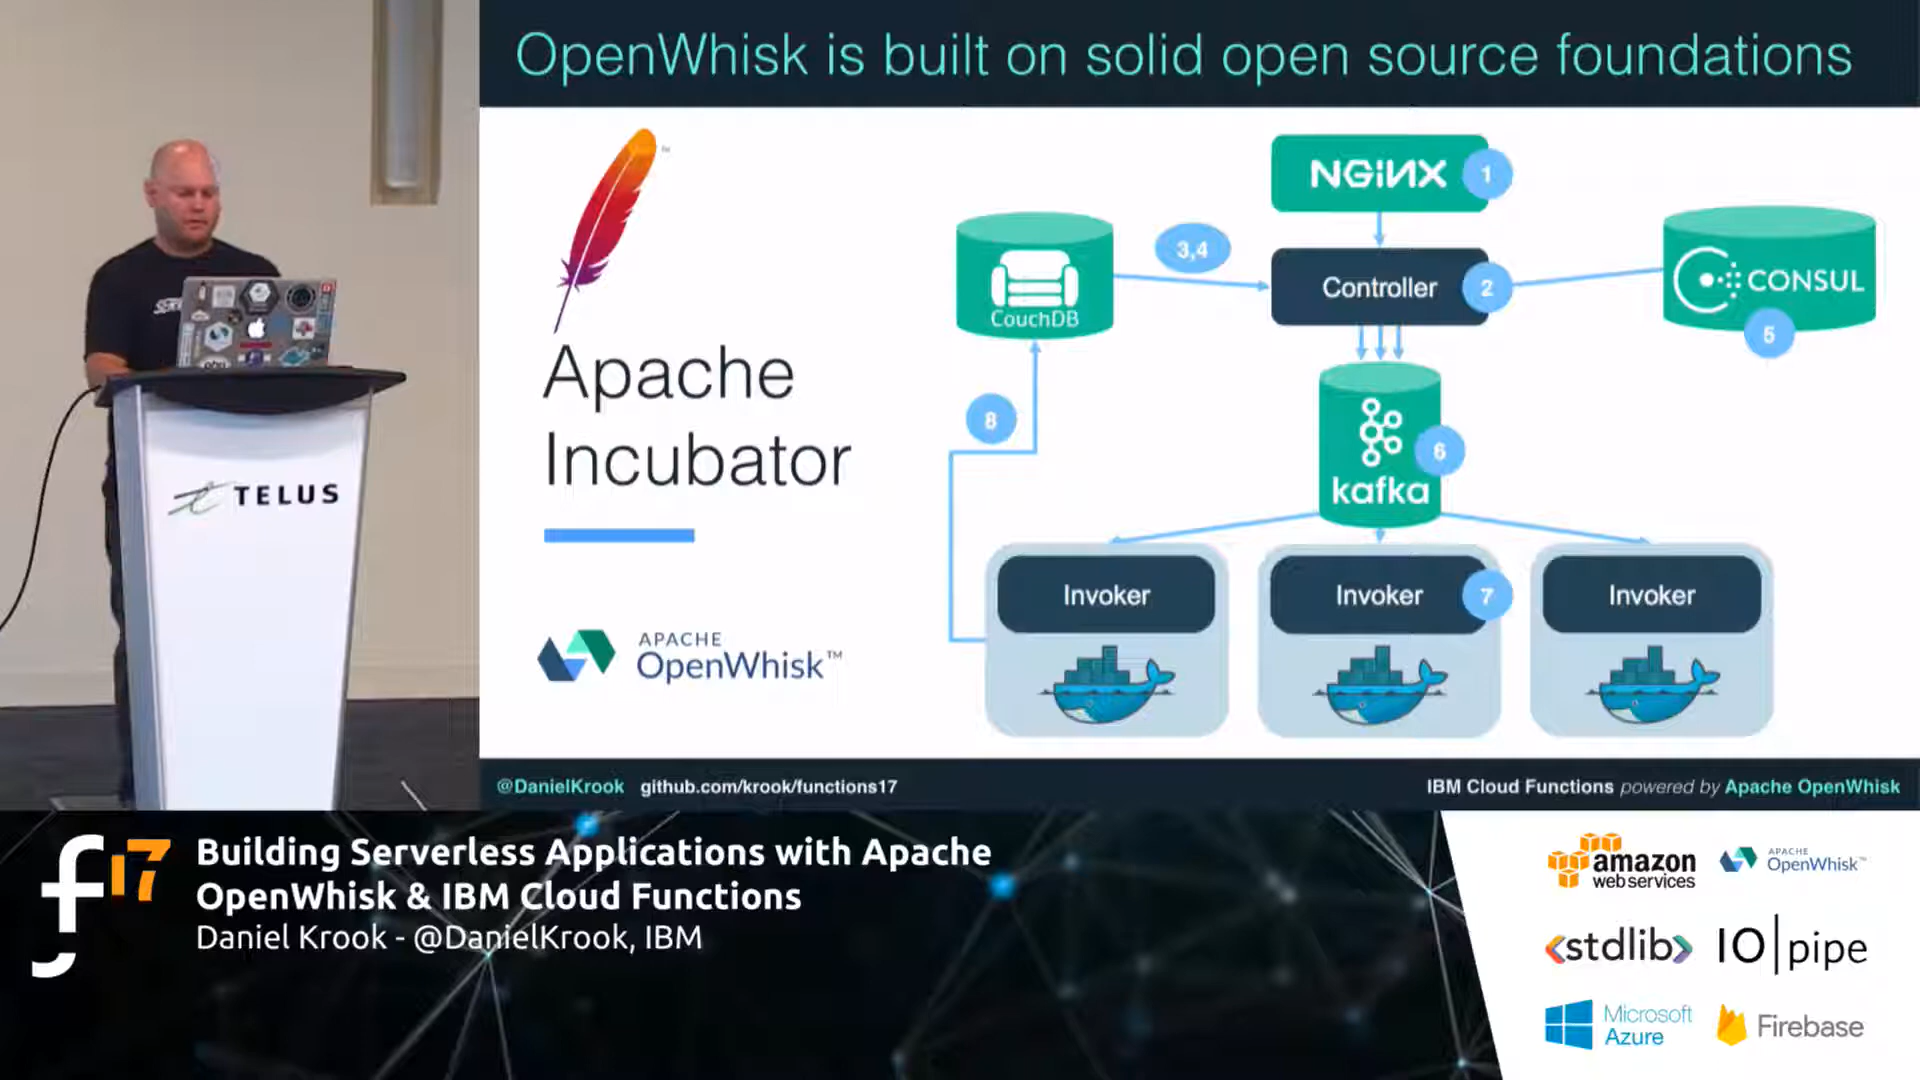 OpenWhisk is built on solid open source foundations
™
NGiNX
1
CouchDB
3,4
Controller
2
CONSUL
5
Apache
Incubator
8
kafka
6
TELUS
Invoker
Invoker
7
Invoker
APACHE
OpenWhisk™
@DanielKrook github.com/krook/functions17
IBM Cloud Functions powered by Apache OpenWhisk
f17
Building Serverless Applications with Apache
OpenWhisk & IBM Cloud Functions
Daniel Krook - @DanielKrook, IBM
amazon
webservices
APACHE
OpenWhisk™
<stdlib>
IO|pipe
Microsoft
Azure
Firebase